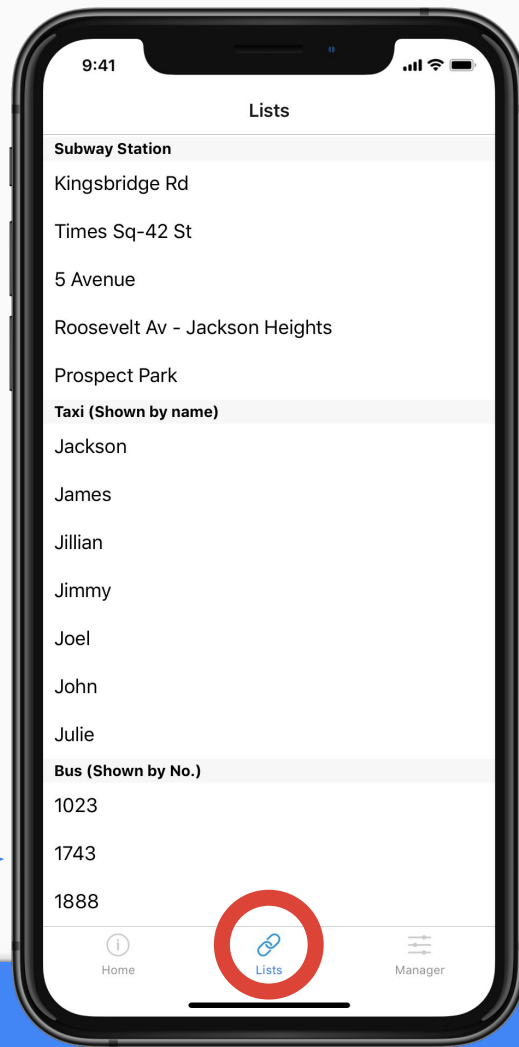 9:41
Lists
Subway Station
Kingsbridge Rd
Times Sq-42 St
5 Avenue
Roosevelt Av - Jackson Heights
Prospect Park
Taxi (Shown by name)
Jackson
James
Jillian
Jimmy
Joel
John
Julie
Bus (Shown by No.)
1023
1743
1888
Home Lists Manager